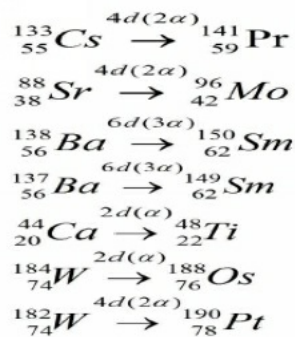 ¹³³₅₅Cs 4d(2α) → ¹⁴¹₅₉Pr
⁸⁸₃₈Sr 4d(2α) → ⁹⁶₄₂Mo
¹³⁸₅₆Ba 6d(3α) → ¹⁵⁰₆₂Sm
¹³⁷₅₆Ba 6d(3α) → ¹⁴⁹₆₂Sm
⁴⁴₂₀Ca 2d(α) → ⁴⁸₂₂Ti
¹⁸⁴₇₄W 2d(α) → ¹⁸⁸₇₆Os
¹⁸²₇₄W 4d(2α) → ¹⁹⁰₇₈Pt